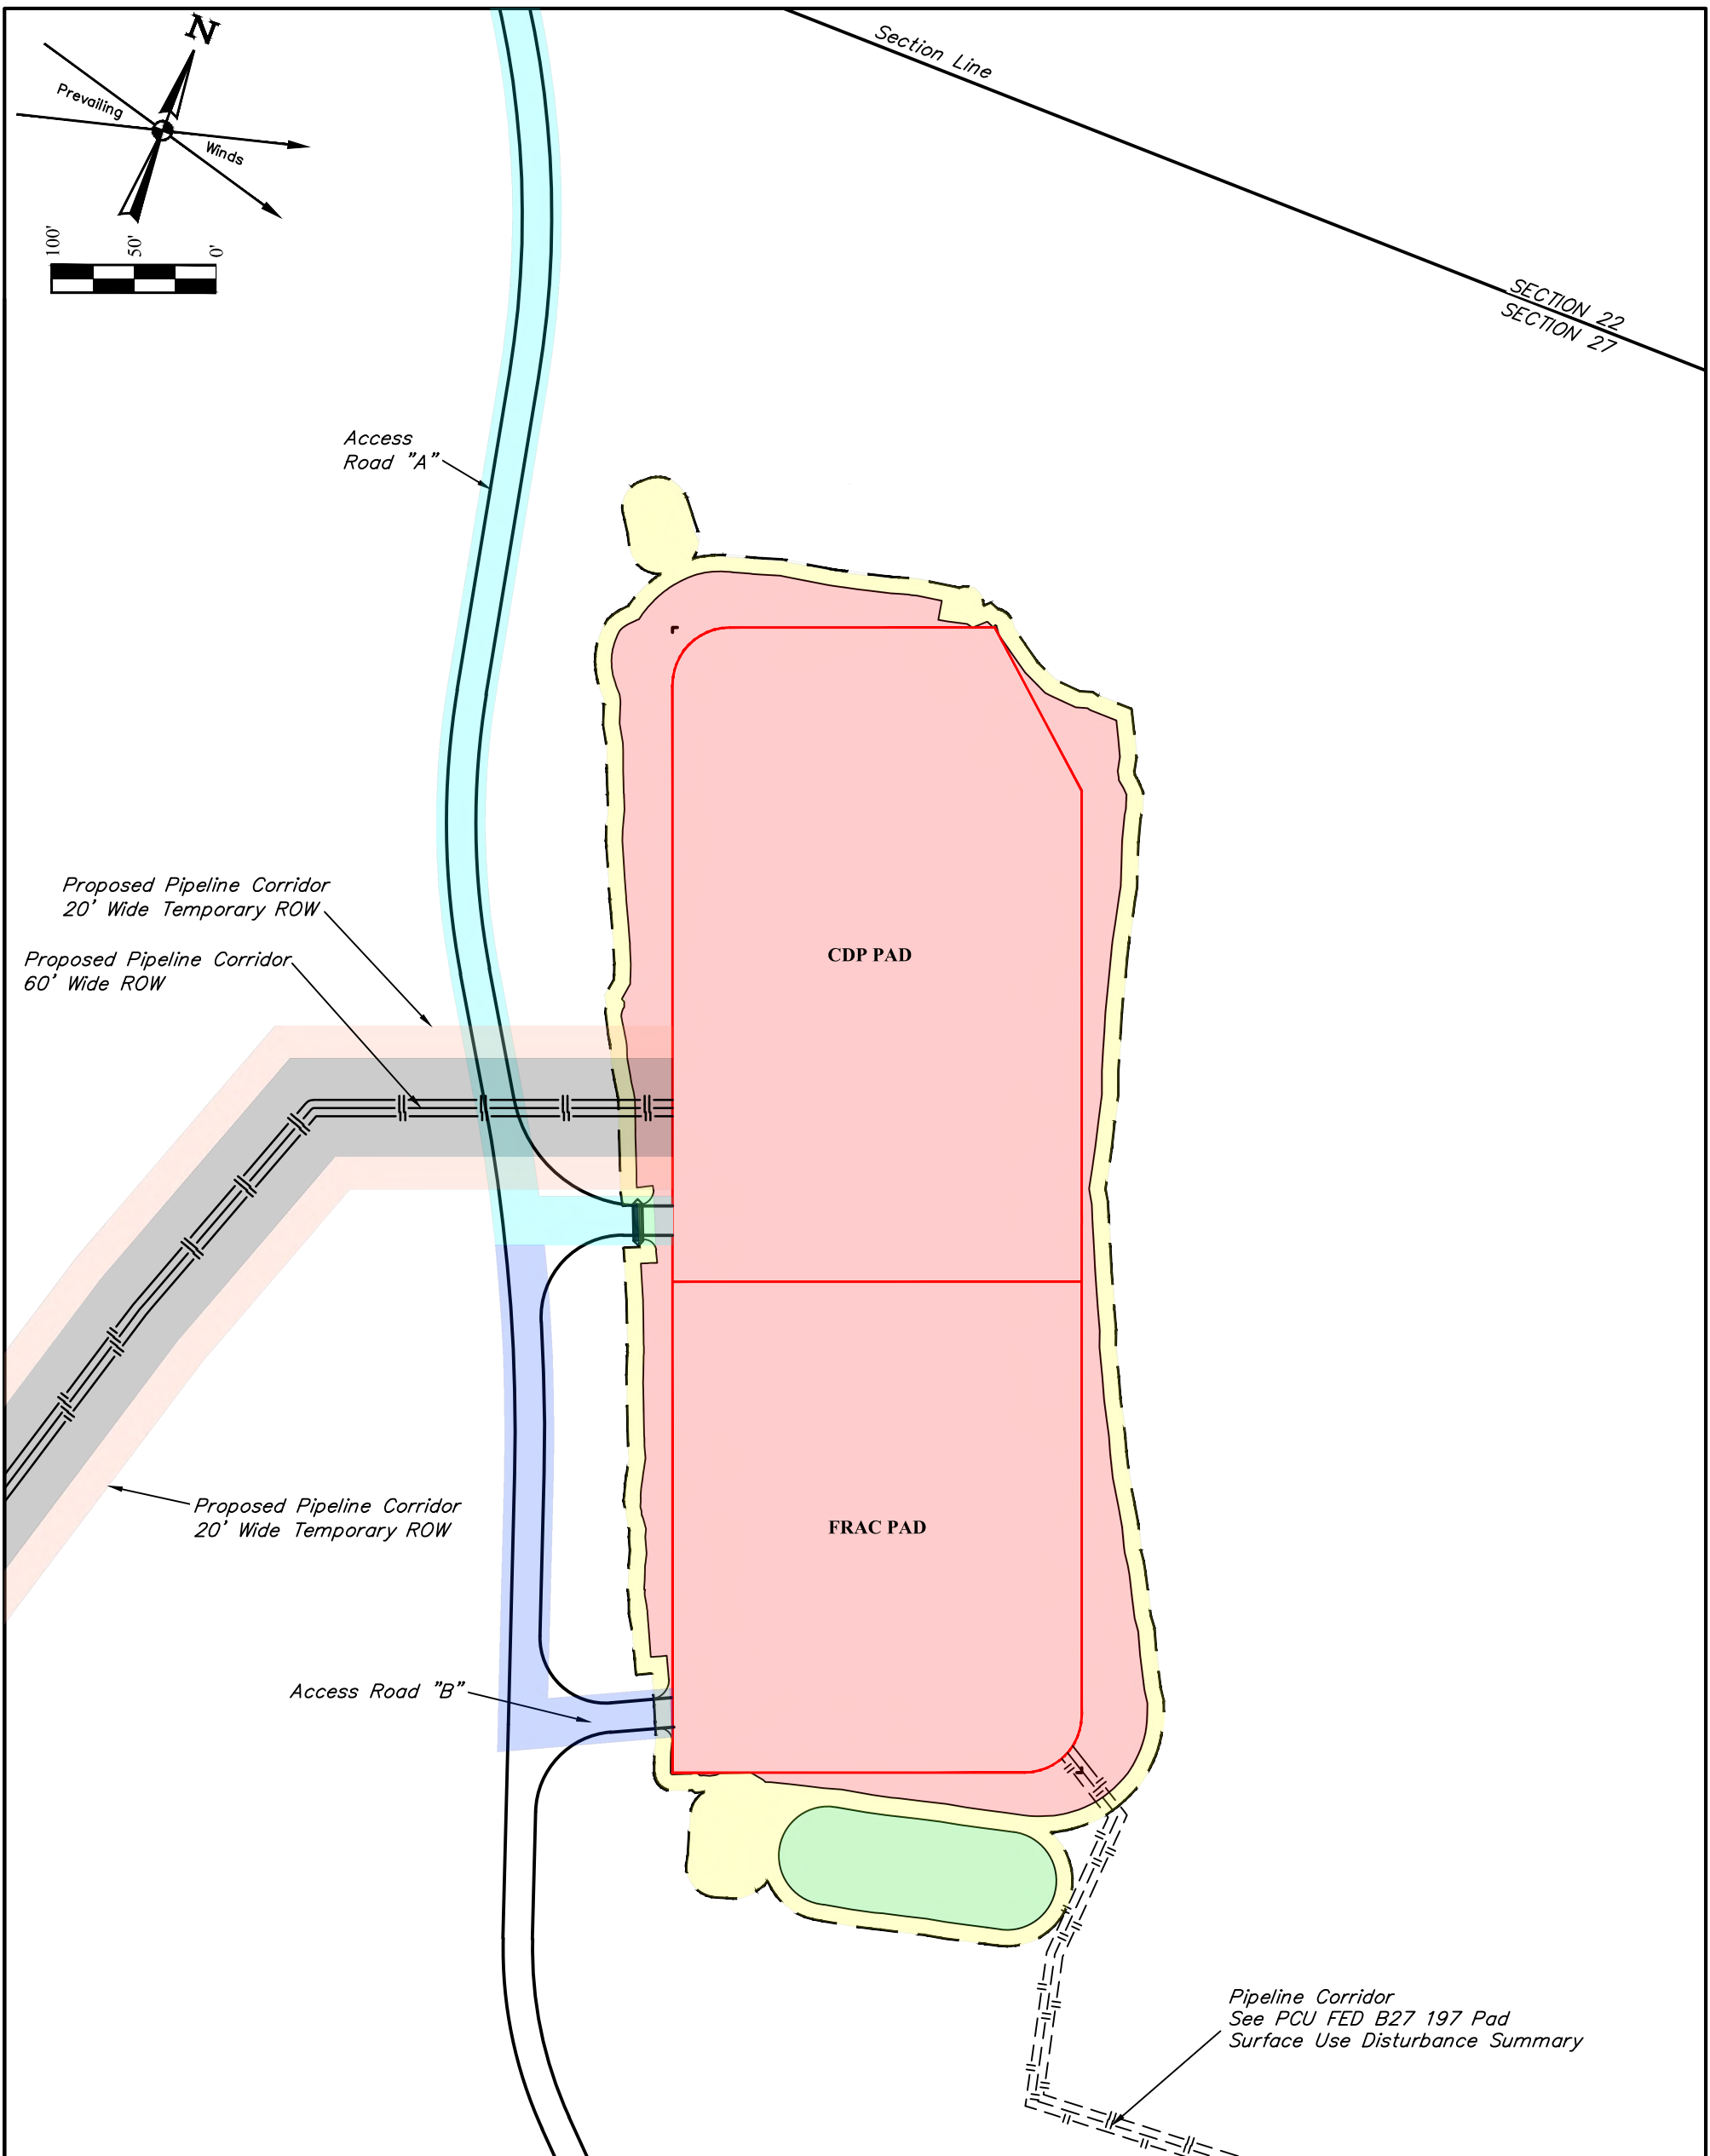 N
Prevailing
Winds
100'
50'
0'
Section Line
SECTION 22
SECTION 27
Access
Road "A"
Proposed Pipeline Corridor
20' Wide Temporary ROW
Proposed Pipeline Corridor
60' Wide ROW
CDP PAD
Proposed Pipeline Corridor
20' Wide Temporary ROW
FRAC PAD
Access Road "B"
Pipeline Corridor
See PCU FED B27 197 Pad
Surface Use Disturbance Summary